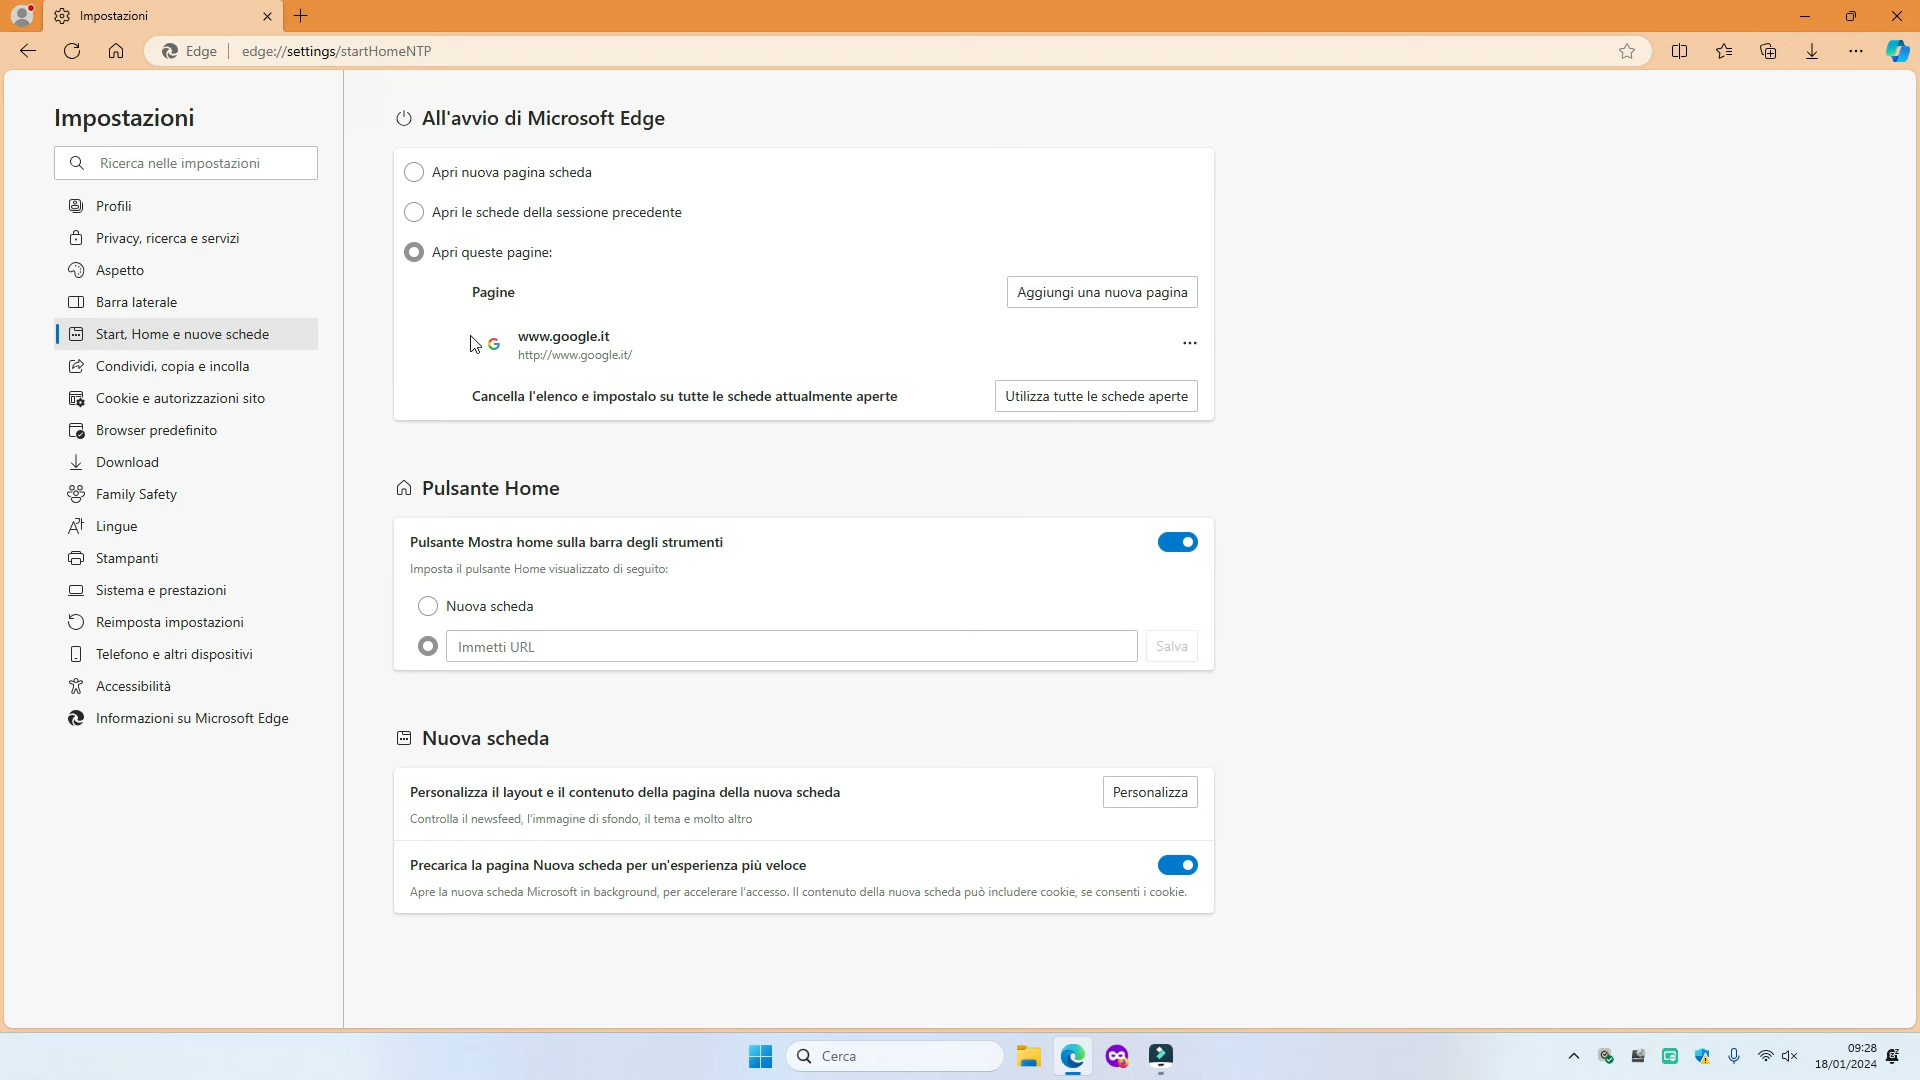 Impostazioni
Edge
edge://settings/startHomeNTP
Impostazioni
Ricerca nelle impostazioni
Profili
Privacy, ricerca e servizi
Aspetto
Barra laterale
Start, Home e nuove schede
Condividi, copia e incolla
Cookie e autorizzazioni sito
Browser predefinito
Download
Family Safety
Lingue
Stampanti
Sistema e prestazioni
Reimposta impostazioni
Telefono e altri dispositivi
Accessibilità
Informazioni su Microsoft Edge
All'avvio di Microsoft Edge
Apri nuova pagina scheda
Apri le schede della sessione precedente
Apri queste pagine:
Pagine
Aggiungi una nuova pagina
www.google.it
http://www.google.it/
Cancella l'elenco e impostalo su tutte le schede attualmente aperte
Utilizza tutte le schede aperte
Pulsante Home
Pulsante Mostra home sulla barra degli strumenti
Imposta il pulsante Home visualizzato di seguito:
Nuova scheda
Immetti URL
Salva
Nuova scheda
Personalizza il layout e il contenuto della pagina della nuova scheda
Personalizza
Controlla il newsfeed, l'immagine di sfondo, il tema e molto altro
Precarica la pagina Nuova scheda per un'esperienza più veloce
Apre la nuova scheda Microsoft in background, per accelerare l'accesso. Il contenuto della nuova scheda può includere cookie, se consenti i cookie.
Cerca
09:28
18/01/2024